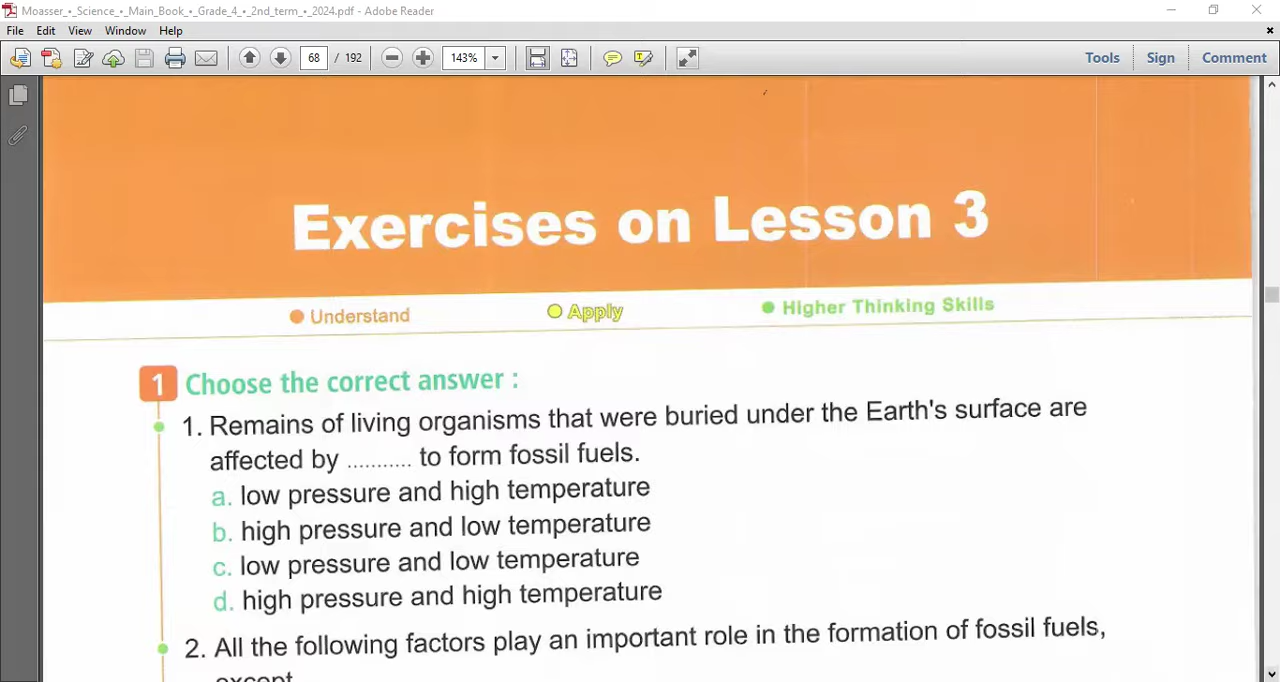 Moasser_•_Science_•_Main_Book_•_Grade_4_•_2nd_term_•_2024.pdf - Adobe Reader
File Edit View Window Help
68 / 192 143% Tools Sign Comment
Exercises on Lesson 3
Understand Apply Higher Thinking Skills
1 Choose the correct answer :
1. Remains of living organisms that were buried under the Earth's surface are
affected by ........... to form fossil fuels.
a. low pressure and high temperature
b. high pressure and low temperature
c. low pressure and low temperature
d. high pressure and high temperature
2. All the following factors play an important role in the formation of fossil fuels,
except